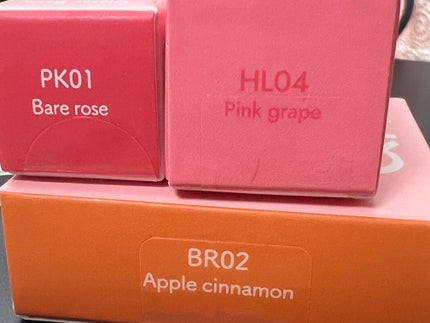 PK01
Bare rose
HL04
Pink grape
BR02
Apple cinnamon